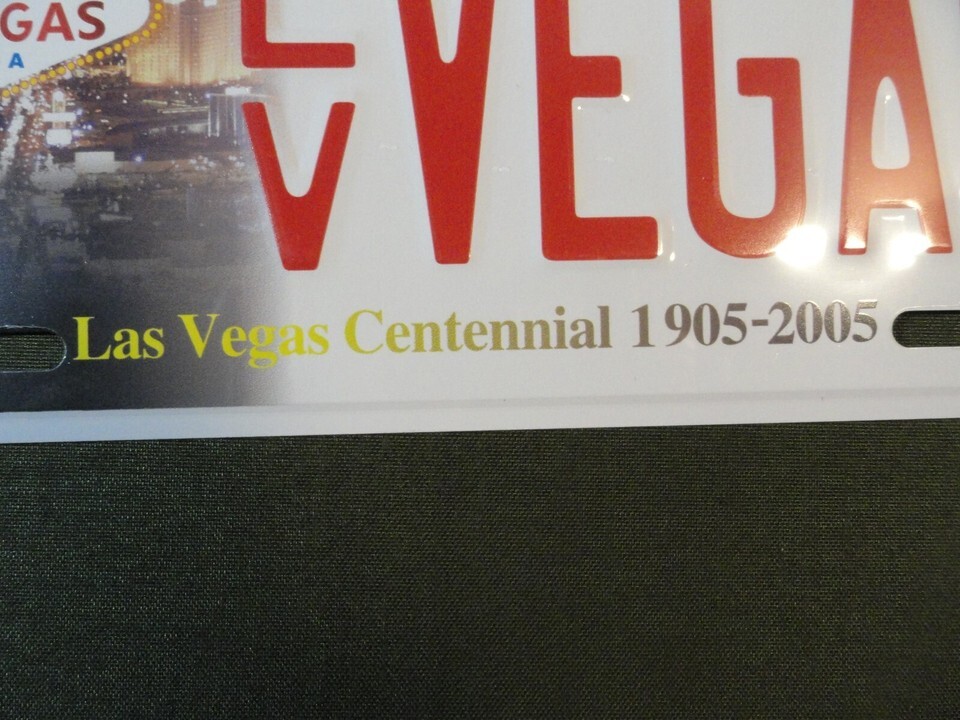 GAS
A
V
VEGA
Las Vegas Centennial 1905-2005